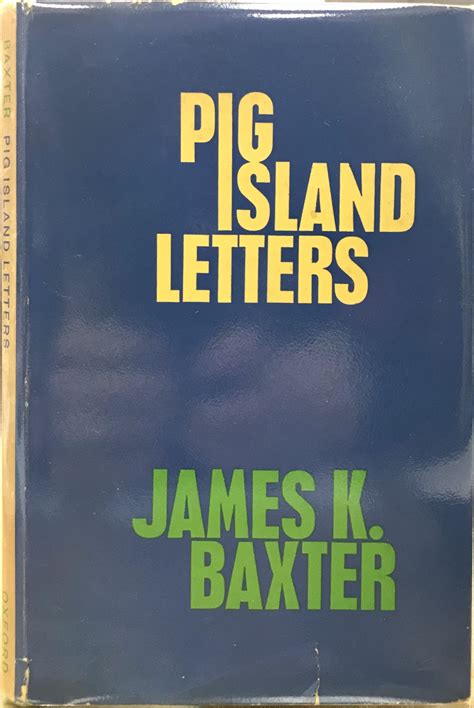 BAXTER PIG ISLAND LETTERS OXFORD
PIG
ISLAND
LETTERS
JAMES K.
BAXTER